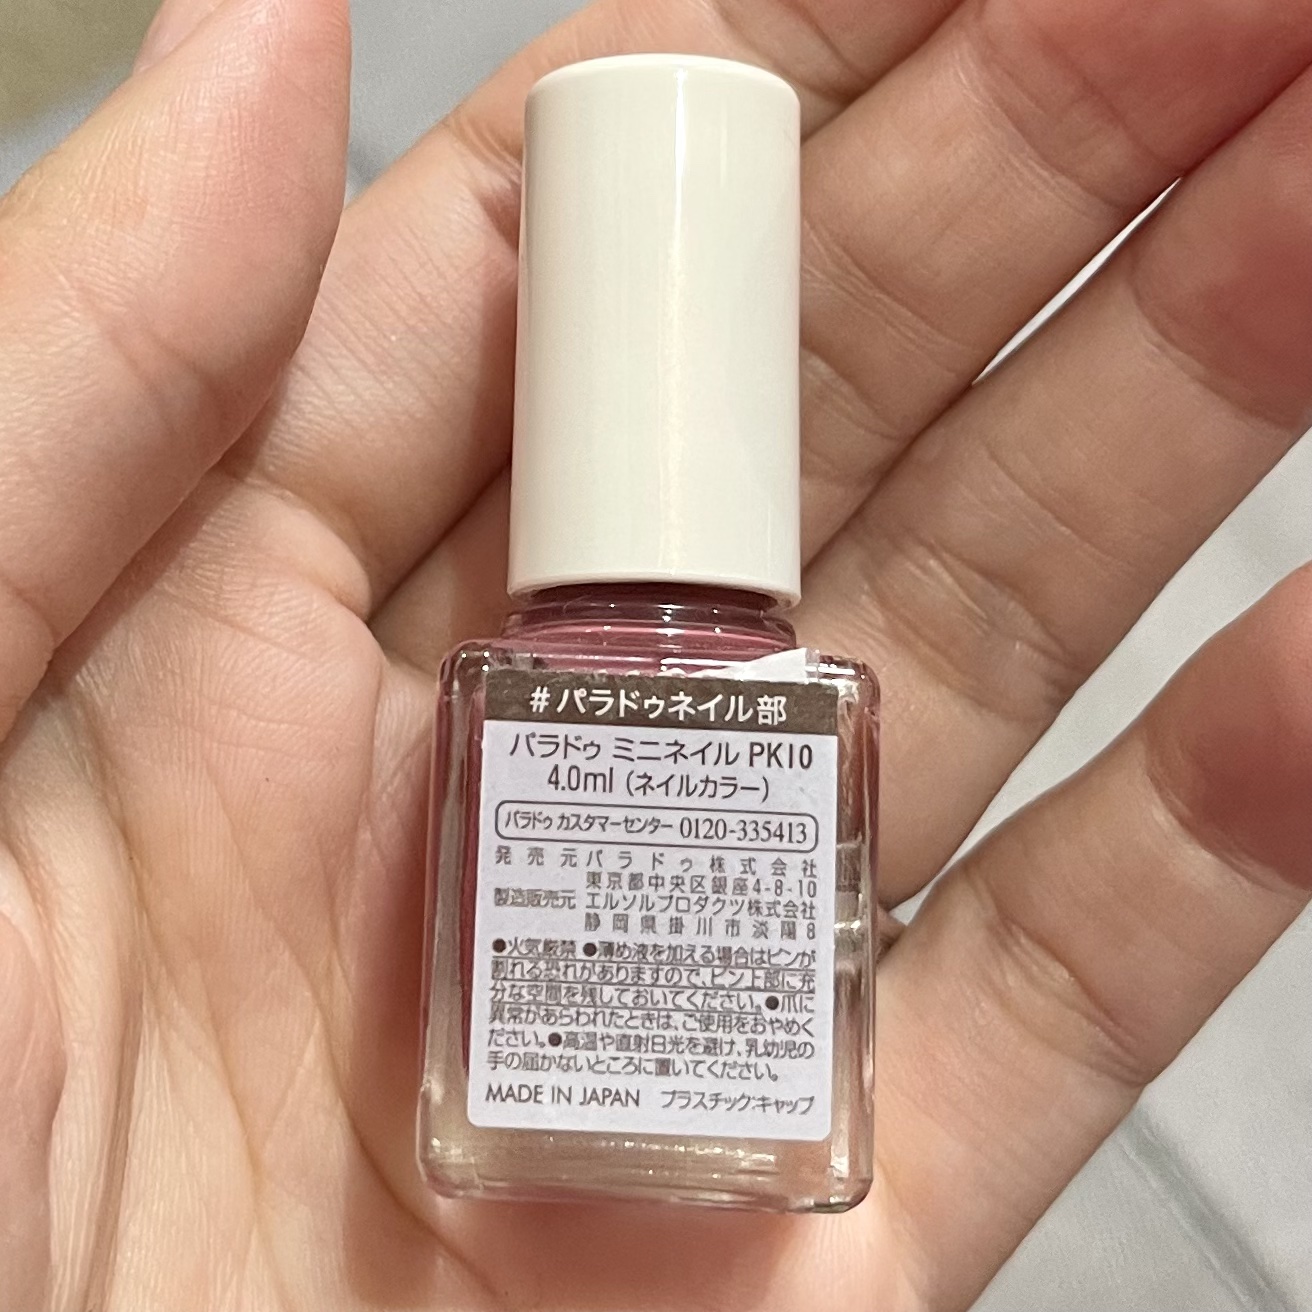 #パラドゥネイル部
パラドゥ ミニネイル PK10
4.0ml (ネイルカラー)
パラドゥ カスタマーセンター 0120-335413
発売元 パラドゥ株式会社
東京都中央区銀座4-8-10
製造販売元 エルソルプロダクツ株式会社
静岡県掛川市淡陽8
●火気厳禁 ●薄め液を加える場合はビンが
割れる恐れがありますので、ビン上部に充
分な空間を残しておいてください。●爪に
異常があらわれたときは、ご使用をおやめく
ださい。●高温や直射日光を避け、乳幼児の
手の届かないところに置いてください。
MADE IN JAPAN プラスチック:キャップ